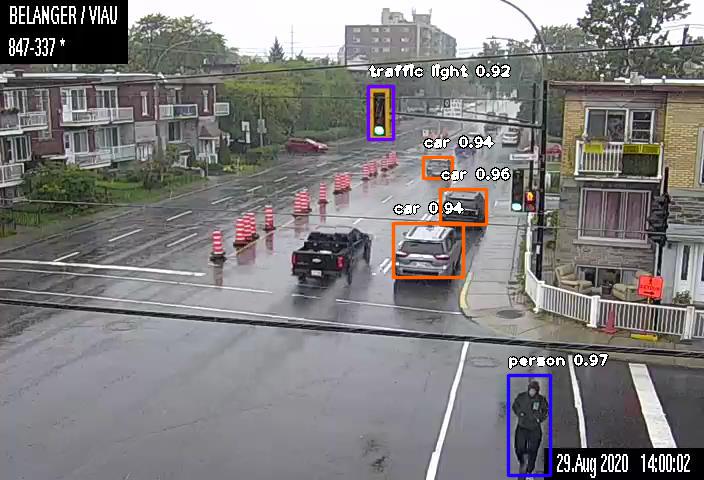 BELANGER / VIAU
847-337 *
traffic light 0.92
car 0.94
car 0.96
car 0.94
person 0.97
29.Aug 2020 14:00:02